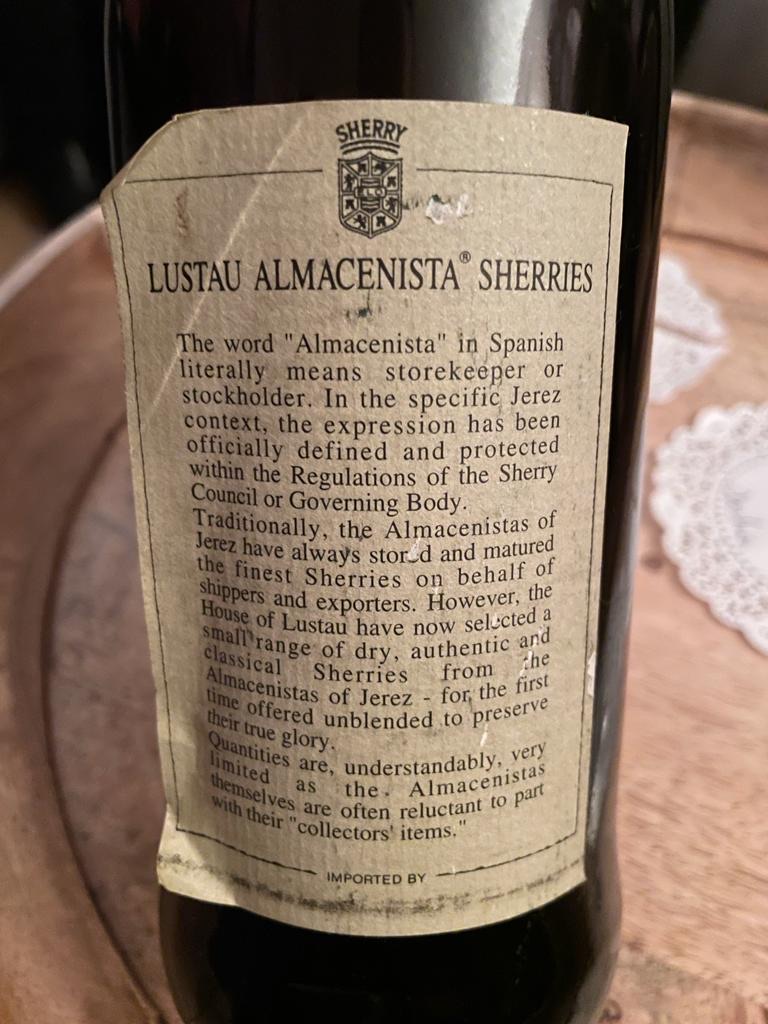 SHERRY
LUSTAU ALMACENISTA® SHERRIES
The word "Almacenista" in Spanish
literally means storekeeper or
stockholder. In the specific Jerez
context, the expression has been
officially defined and protected
within the Regulations of the Sherry
Council or Governing Body.
Traditionally, the Almacenistas of
Jerez have always stored and matured
the finest Sherries on behalf of
shippers and exporters. However, the
House of Lustau have now selected a
small range of dry, authentic and
classical Sherries from the
Almacenistas of Jerez - for, the first
time offered unblended to preserve
their true glory.
Quantities are, understandably, very
limited as the Almacenistas
themselves are often reluctant to part
with their "collectors' items."
IMPORTED BY